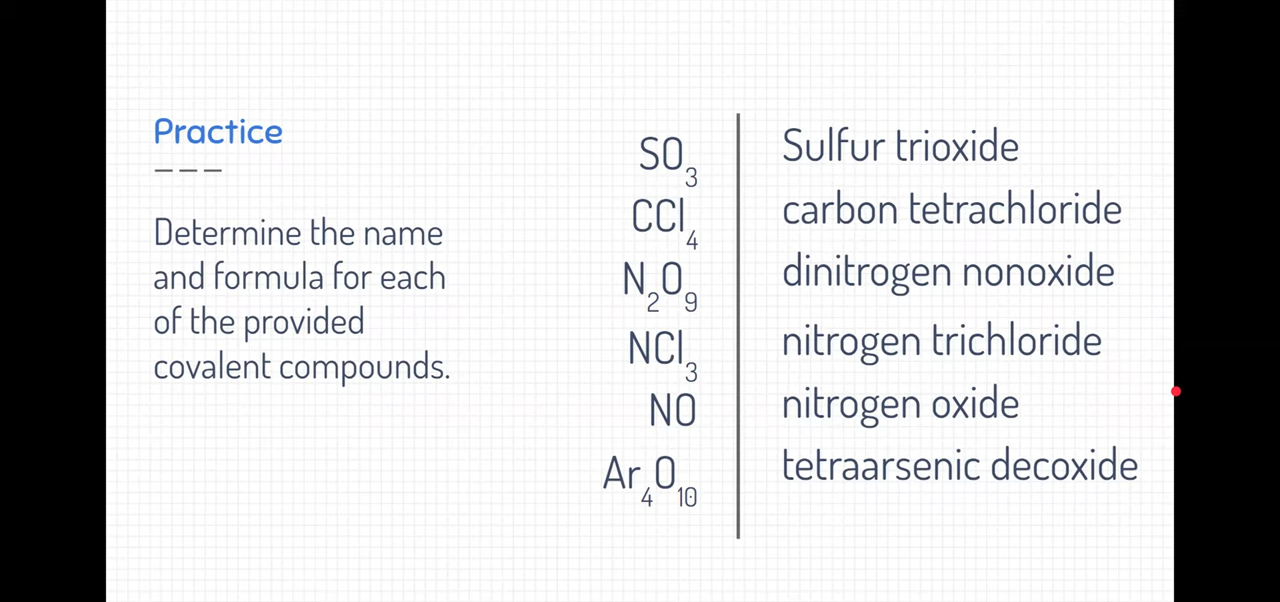 Practice
Determine the name
and formula for each
of the provided
covalent compounds.
SO₃
CCl₄
N₂O₉
NCl₃
NO
Ar₄O₁₀
Sulfur trioxide
carbon tetrachloride
dinitrogen nonoxide
nitrogen trichloride
nitrogen oxide
tetraarsenic decoxide